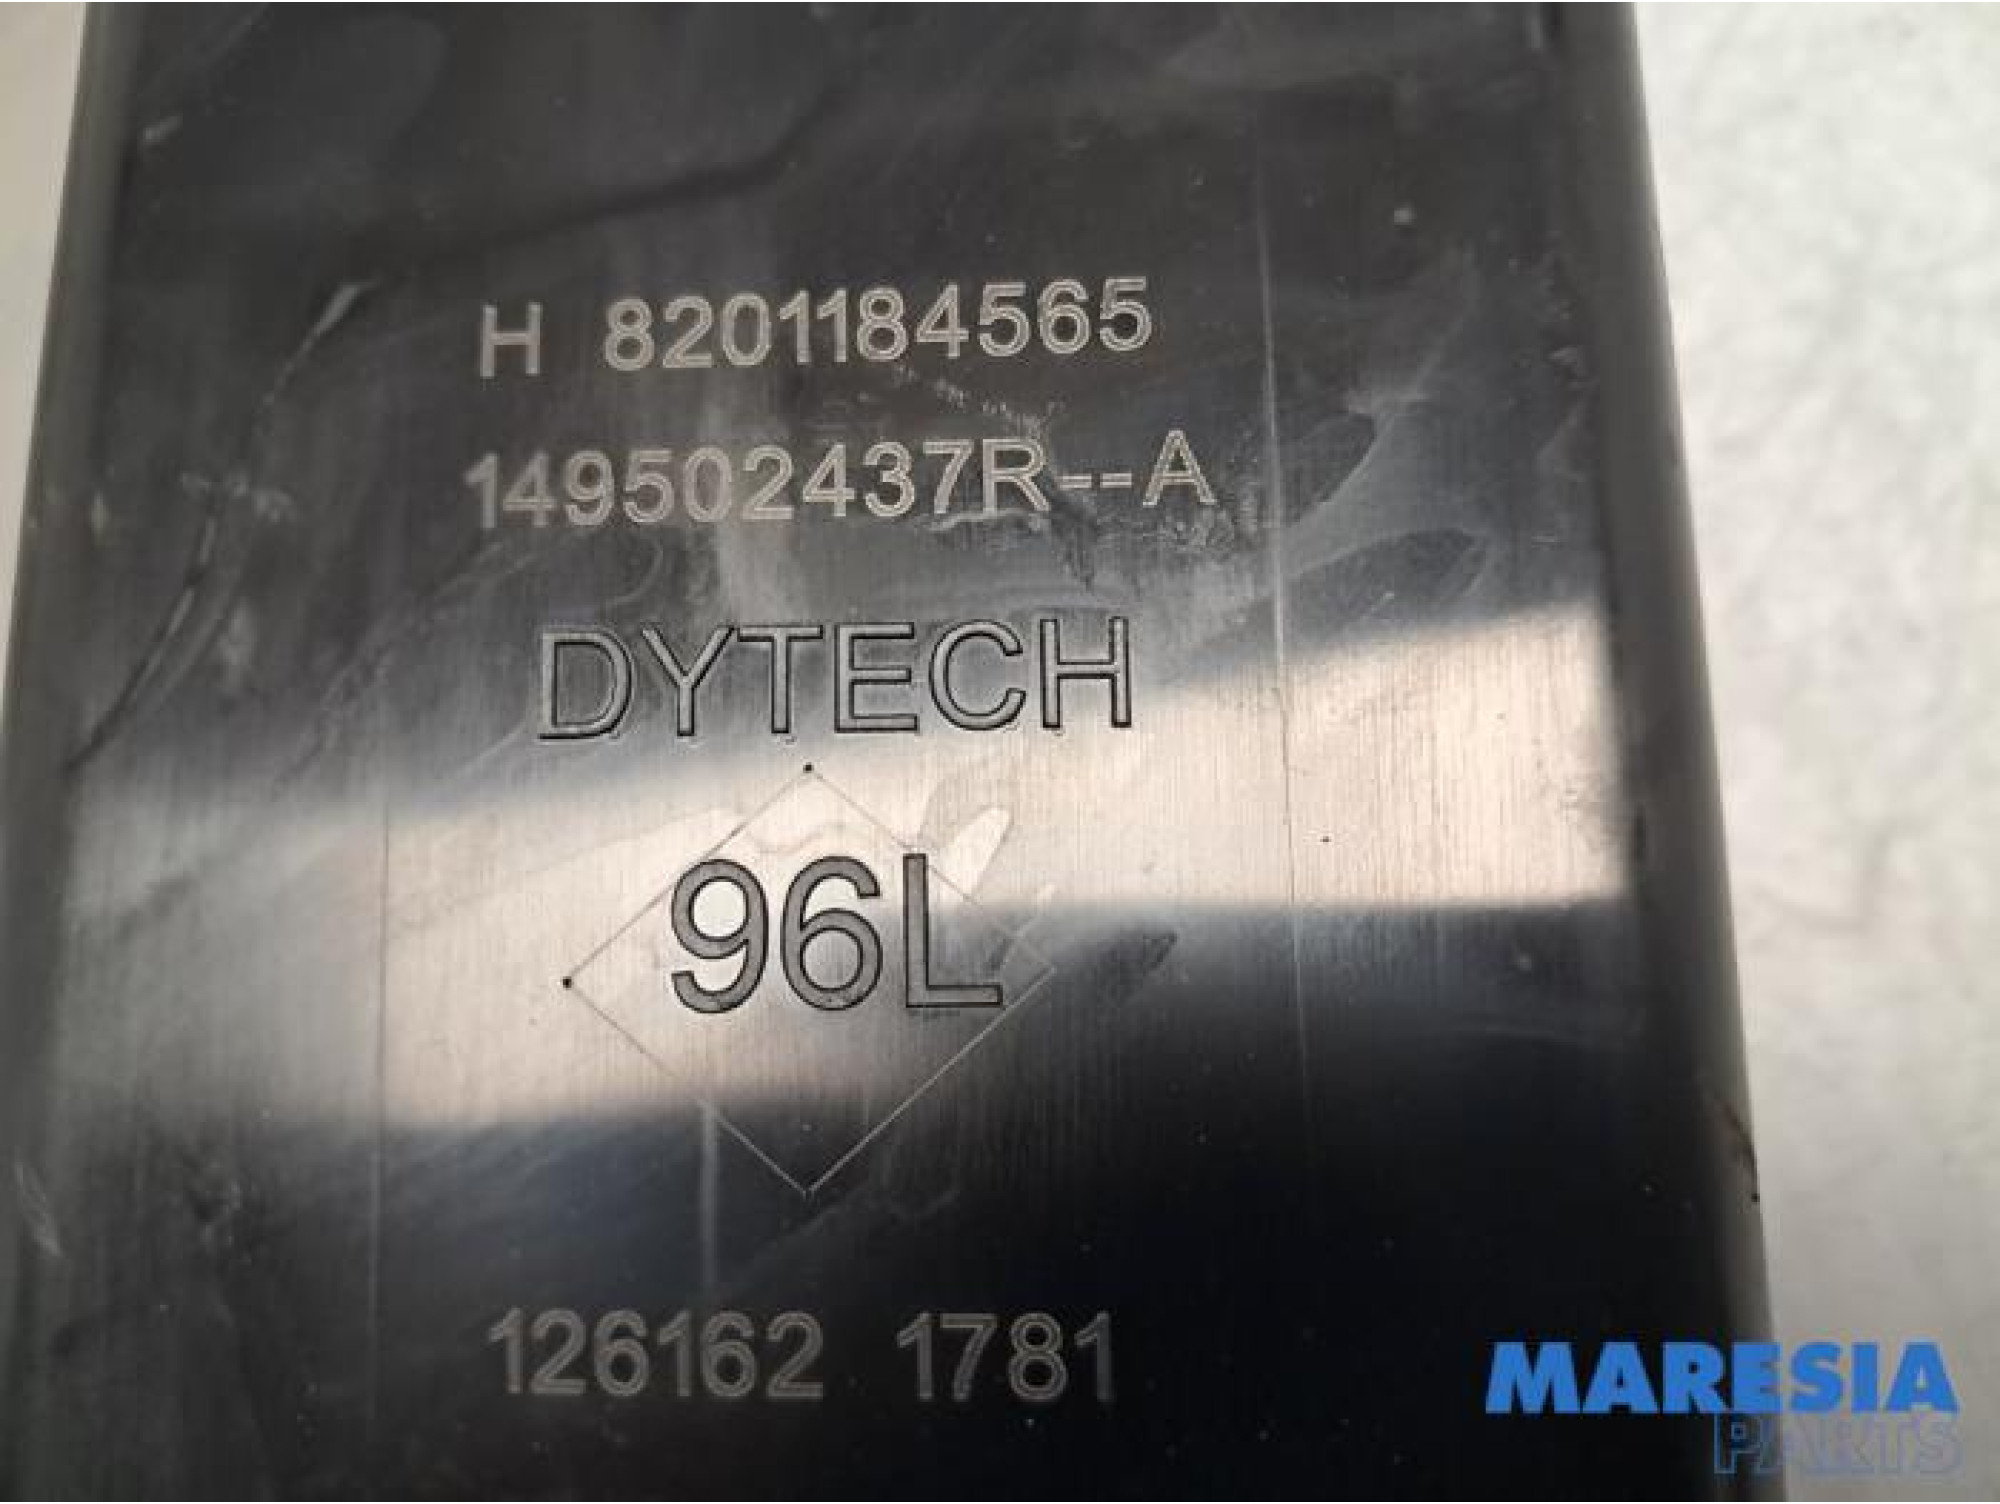 H 8201184565
149502437R--A
DYTECH
96L
126162 1781
MARESIA
PARTS